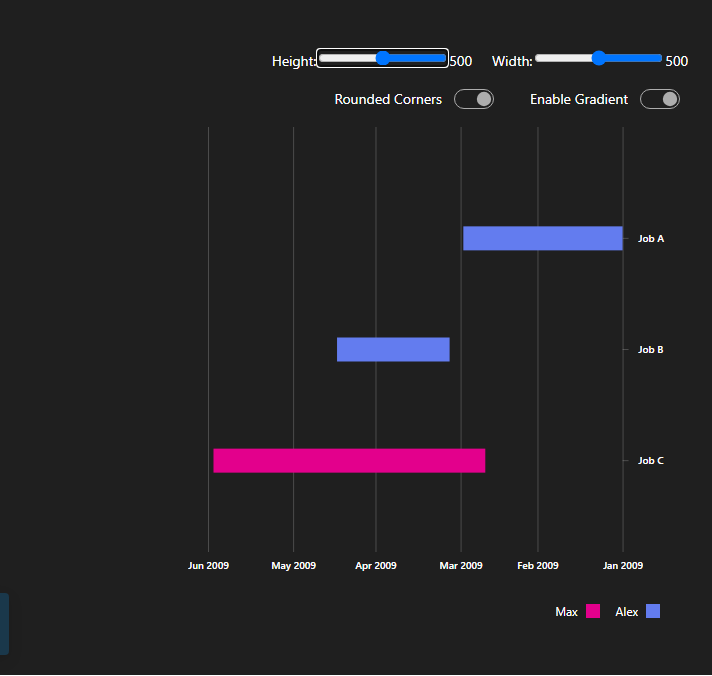 Height: 500 Width: 500
Rounded Corners Enable Gradient
Job A
Job B
Job C
Jun 2009 May 2009 Apr 2009 Mar 2009 Feb 2009 Jan 2009
Max Alex